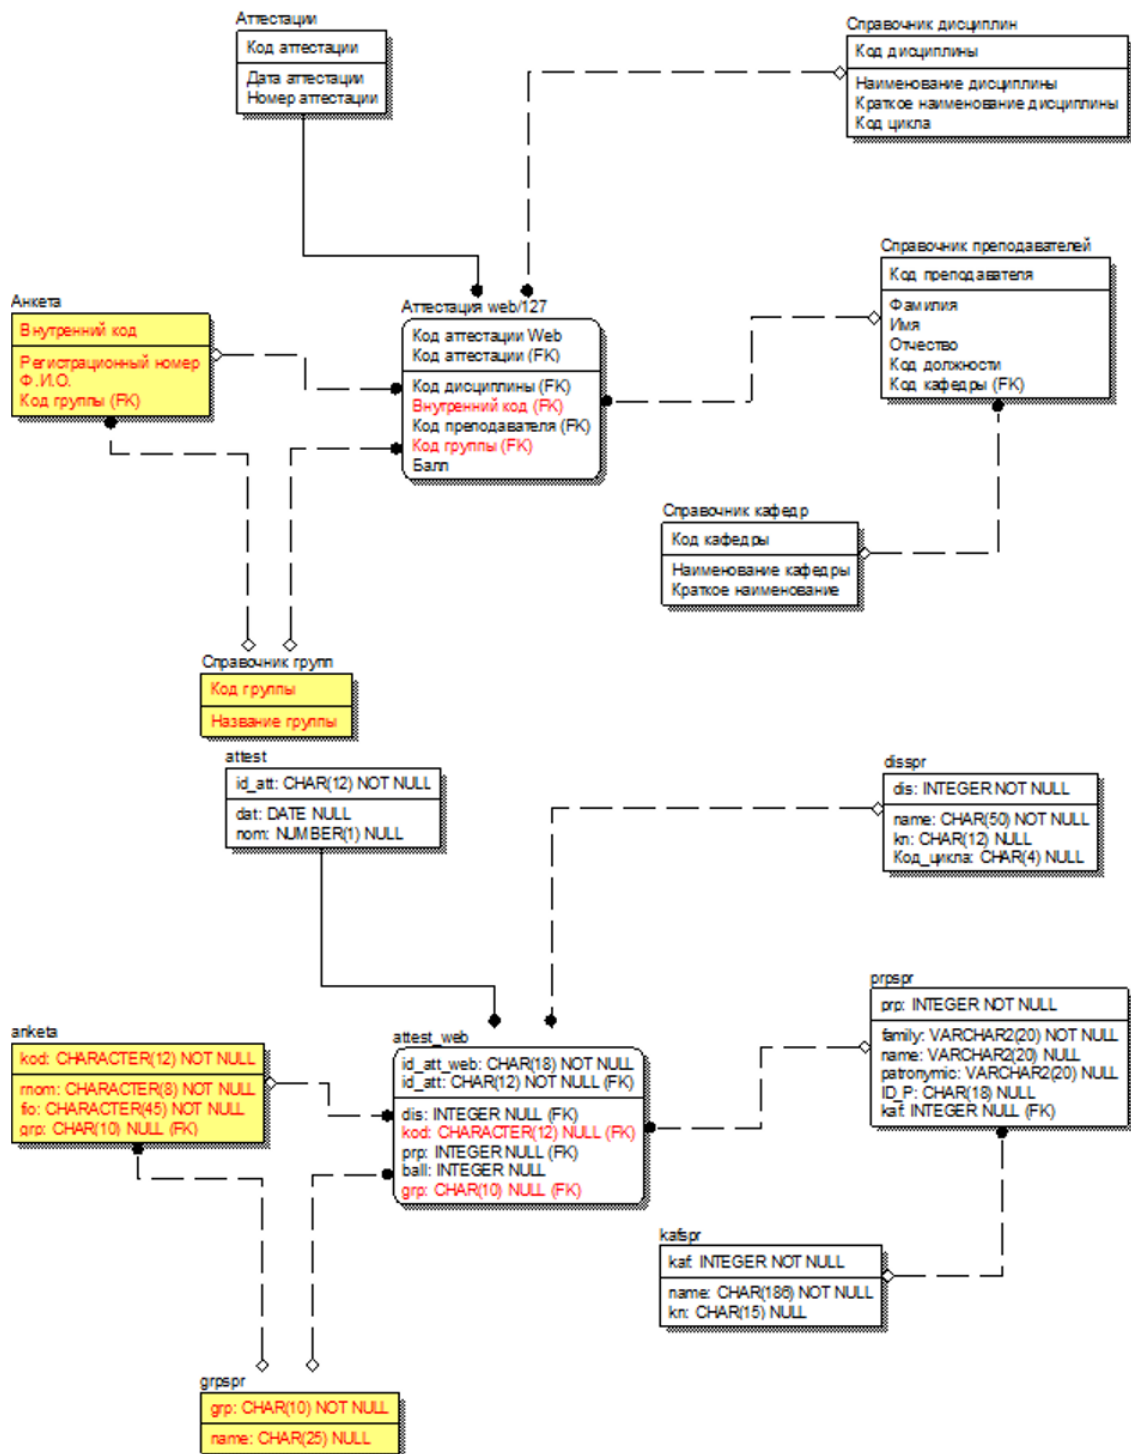 Аттестации
Код аттестации
Дата аттестации
Номер аттестации
Справочник дисциплин
Код дисциплины
Наименование дисциплины
Краткое наименование дисциплины
Код цикла
Справочник преподавателей
Код преподавателя
Фамилия
Имя
Отчество
Код должности
Код кафедры (FK)
Анкета
Внутренний код
Регистрационный номер
Ф.И.О.
Код группы (FK)
Аттестация web/127
Код аттестации Web
Код аттестации (FK)
Код дисциплины (FK)
Внутренний код (FK)
Код преподавателя (FK)
Код группы (FK)
Балл
Справочник кафедр
Код кафедры
Наименование кафедры
Краткое наименование
Справочник групп
Код группы
Название группы
attest
id_att: CHAR(12) NOT NULL
dat: DATE NULL
nom: NUMBER(1) NULL
disspr
dis: INTEGER NOT NULL
name: CHAR(50) NOT NULL
kn: CHAR(12) NULL
Код_цикла: CHAR(4) NULL
prpspr
prp: INTEGER NOT NULL
family: VARCHAR2(20) NOT NULL
name: VARCHAR2(20) NULL
patronymic: VARCHAR2(20) NULL
ID_P: CHAR(18) NULL
kaf: INTEGER NULL (FK)
anketa
kod: CHARACTER(12) NOT NULL
rnom: CHARACTER(8) NOT NULL
fio: CHARACTER(45) NOT NULL
grp: CHAR(10) NULL (FK)
attest_web
id_att_web: CHAR(18) NOT NULL
id_att: CHAR(12) NOT NULL (FK)
dis: INTEGER NULL (FK)
kod: CHARACTER(12) NULL (FK)
prp: INTEGER NULL (FK)
ball: INTEGER NULL
grp: CHAR(10) NULL (FK)
kafspr
kaf: INTEGER NOT NULL
name: CHAR(186) NOT NULL
kn: CHAR(15) NULL
grpspr
grp: CHAR(10) NOT NULL
name: CHAR(25) NULL